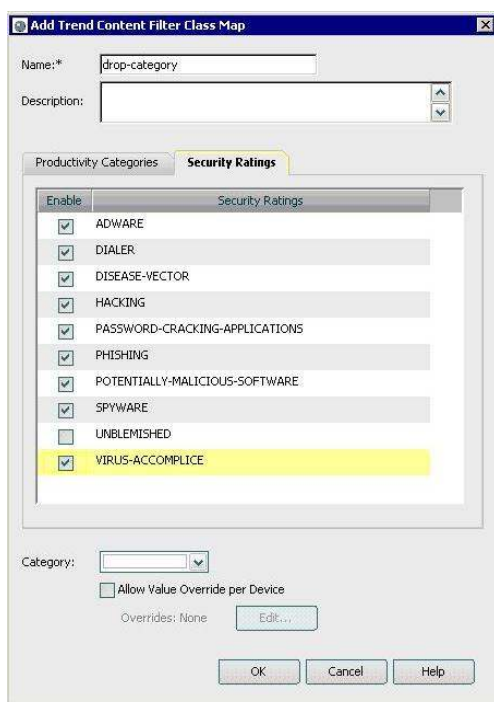 Add Trend Content Filter Class Map
Name:* drop-category
Description:
Productivity Categories Security Ratings
Enable Security Ratings
ADWARE
DIALER
DISEASE-VECTOR
HACKING
PASSWORD-CRACKING-APPLICATIONS
PHISHING
POTENTIALLY-MALICIOUS-SOFTWARE
SPYWARE
UNBLEMISHED
VIRUS-ACCOMPLICE
Category:
Allow Value Override per Device
Overrides: None Edit...
OK Cancel Help